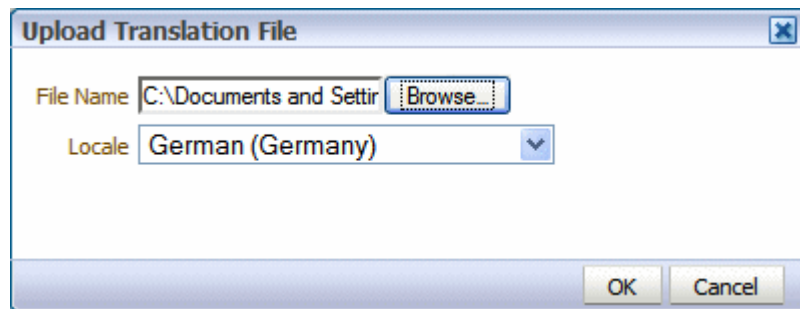 Upload Translation File
File Name C:\Documents and Settir Browse...
Locale German (Germany)
OK Cancel